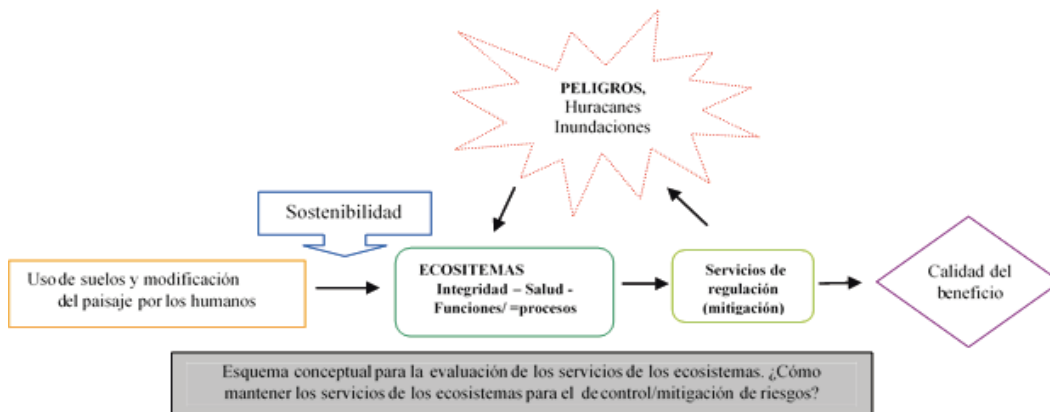 PELIGROS,
Huracanes
Inundaciones
Sostenibilidad
Uso de suelos y modificación
del paisaje por los humanos
ECOSITEMAS
Integridad – Salud -
Funciones/ =procesos
Servicios de
regulación
(mitigación)
Calidad del
beneficio
Esquema conceptual para la evaluación de los servicios de los ecosistemas. ¿Cómo
mantener los servicios de los ecosistemas para el de control/mitigación de riesgos?